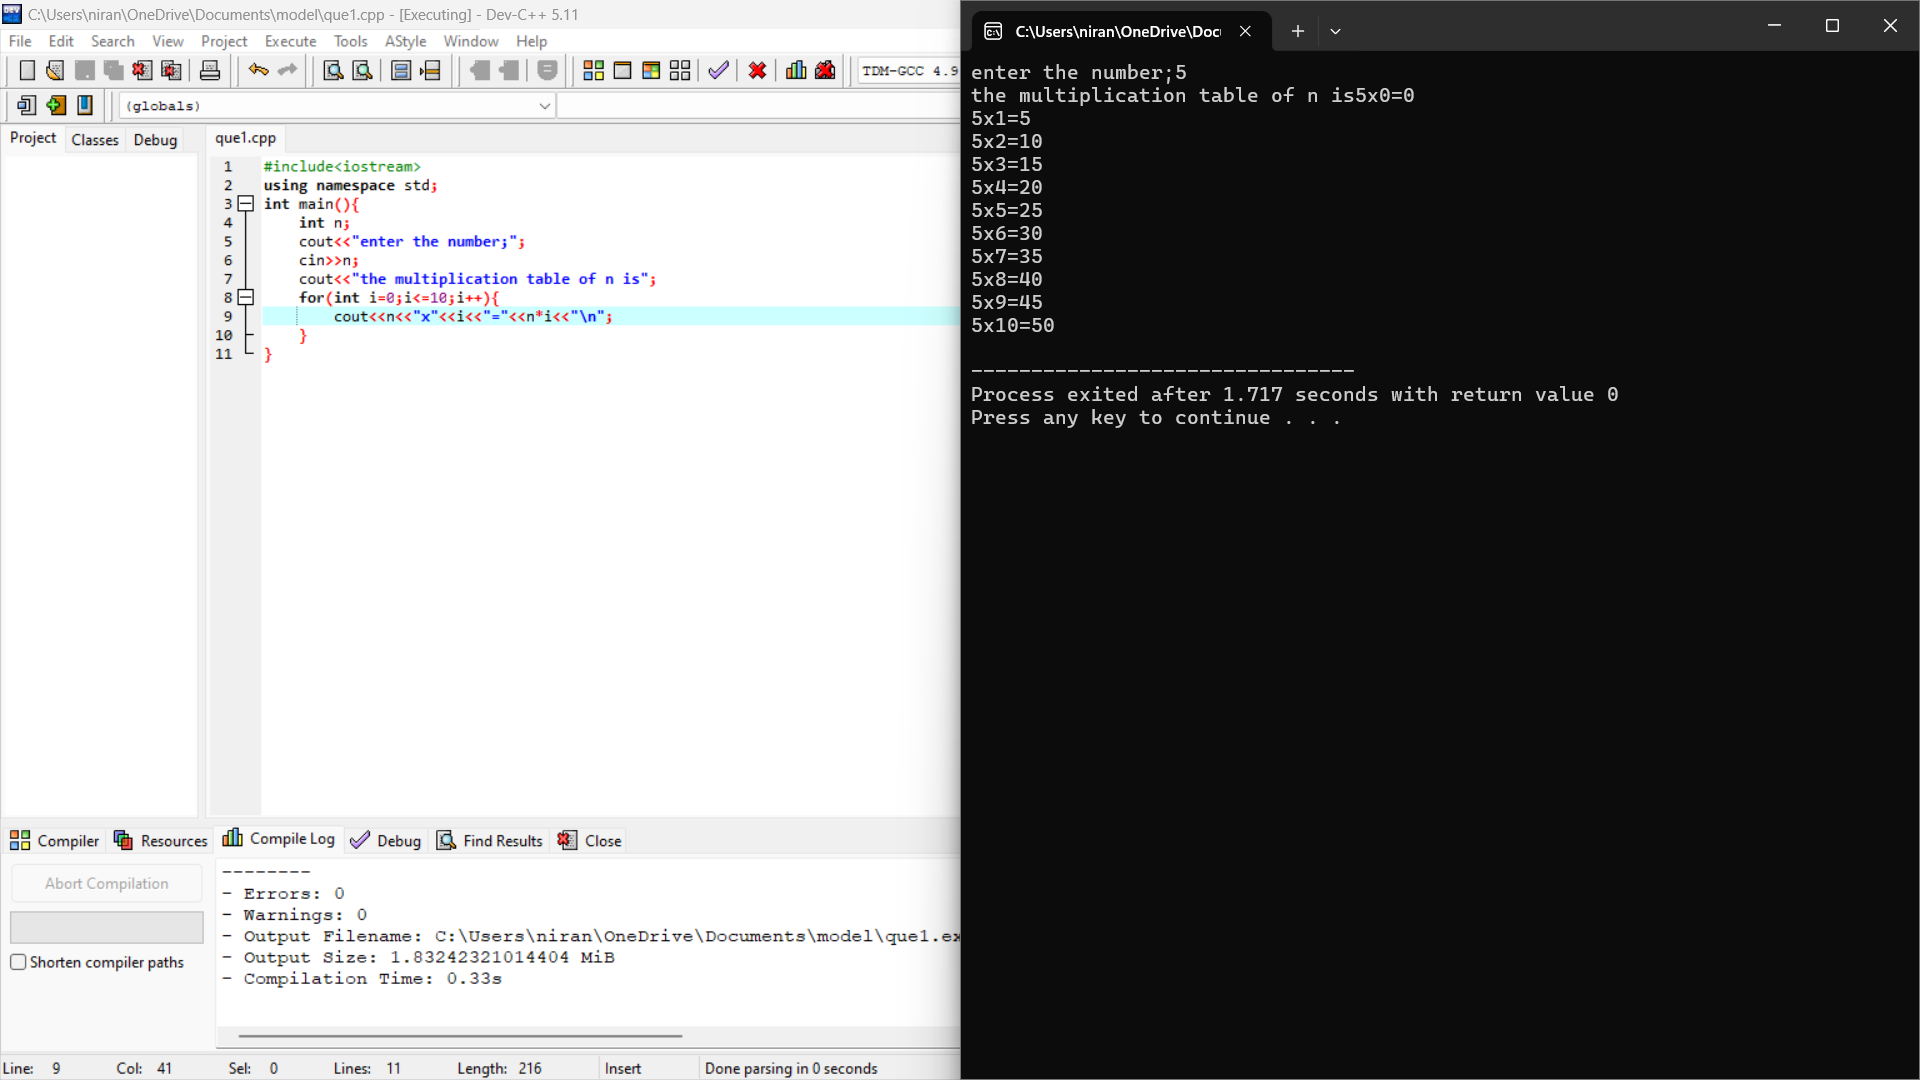 C:\Users\niran\OneDrive\Documents\model\que1.cpp - [Executing] - Dev-C++ 5.11
File Edit Search View Project Execute Tools AStyle Window Help
TDM-GCC 4.9
(globals)
Project Classes Debug
que1.cpp
1 #include<iostream>
2 using namespace std;
3 int main(){
4 int n;
5 cout<<"enter the number;";
6 cin>>n;
7 cout<<"the multiplication table of n is";
8 for(int i=0;i<=10;i++){
9 cout<<n<<"x"<<i<<"="<<n*i<<"\n";
10 }
11 }
Compiler Resources Compile Log Debug Find Results Close
Abort Compilation
Shorten compiler paths
--------
- Errors: 0
- Warnings: 0
- Output Filename: C:\Users\niran\OneDrive\Documents\model\que1.ex
- Output Size: 1.83242321014404 MiB
- Compilation Time: 0.33s
Line: 9 Col: 41 Sel: 0 Lines: 11 Length: 216 Insert Done parsing in 0 seconds
C:\Users\niran\OneDrive\Doc
enter the number;5
the multiplication table of n is5x0=0
5x1=5
5x2=10
5x3=15
5x4=20
5x5=25
5x6=30
5x7=35
5x8=40
5x9=45
5x10=50
--------------------------------
Process exited after 1.717 seconds with return value 0
Press any key to continue . . .